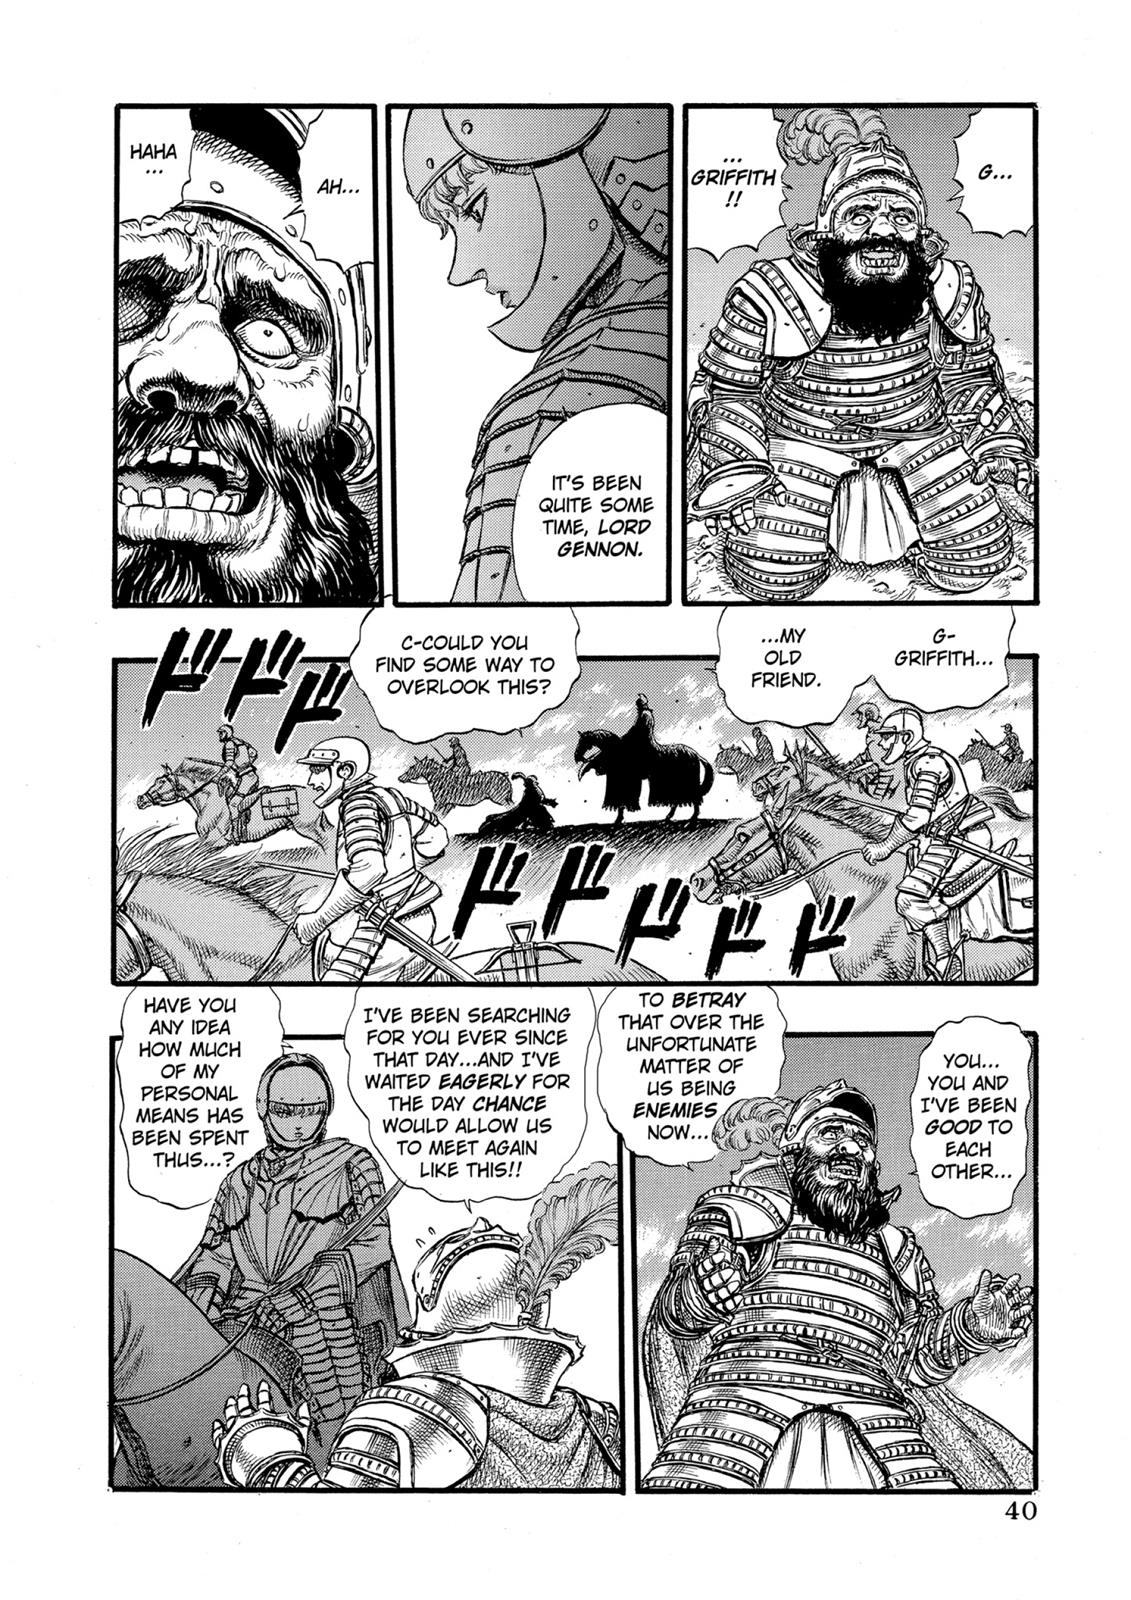 G...
...
GRIFFITH
!!
IT'S BEEN
QUITE SOME
TIME, LORD
GENNON.
AH...
HAHA
...
G-
GRIFFITH...
...MY
OLD
FRIEND.
C-COULD YOU
FIND SOME WAY TO
OVERLOOK THIS?
ドドド
ドドドドド
YOU...
YOU AND
I'VE BEEN
GOOD TO
EACH
OTHER...
TO BETRAY
THAT OVER THE
UNFORTUNATE
MATTER OF
US BEING
ENEMIES
NOW...
I'VE BEEN SEARCHING
FOR YOU EVER SINCE
THAT DAY...AND I'VE
WAITED EAGERLY FOR
THE DAY CHANCE
WOULD ALLOW US
TO MEET AGAIN
LIKE THIS!!
HAVE YOU
ANY IDEA
HOW MUCH
OF MY
PERSONAL
MEANS HAS
BEEN SPENT
THUS...?
40